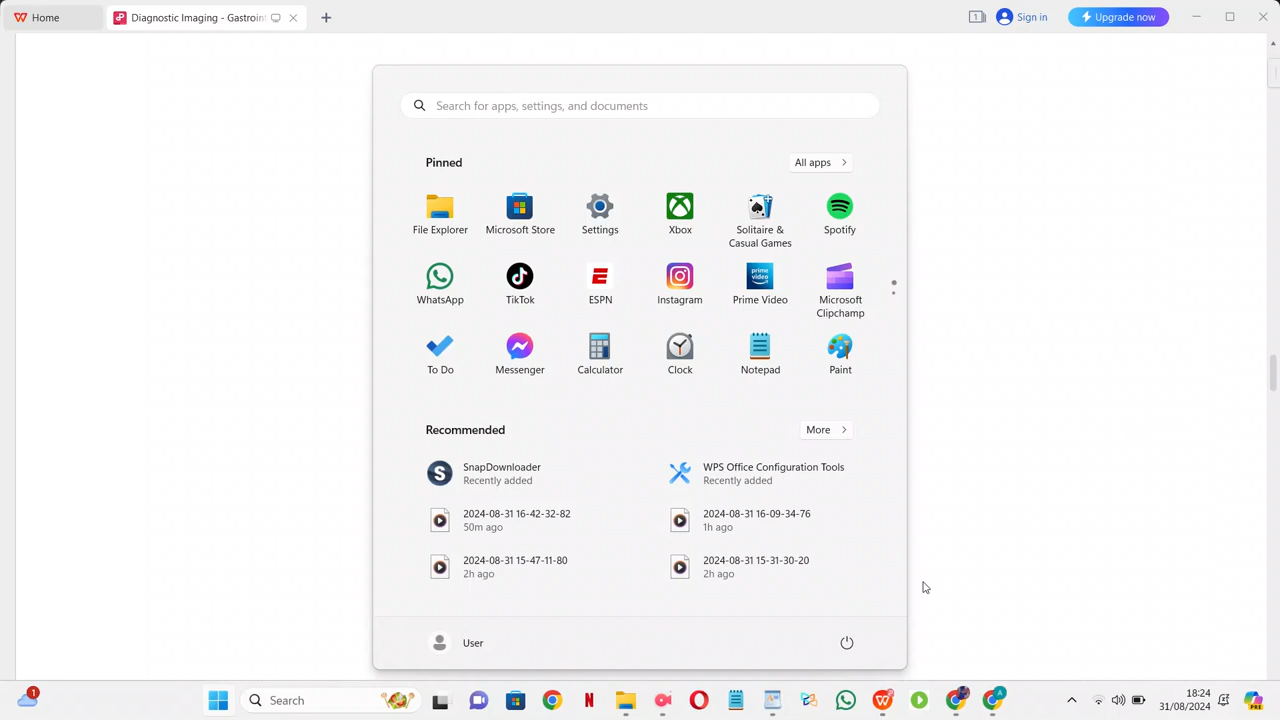 Home
Diagnostic Imaging - Gastroint
1
Sign in
Upgrade now
Search for apps, settings, and documents
Pinned
All apps
File Explorer
Microsoft Store
Settings
Xbox
Solitaire &
Casual Games
Spotify
WhatsApp
TikTok
ESPN
Instagram
prime
video
Prime Video
Microsoft
Clipchamp
To Do
Messenger
Calculator
Clock
Notepad
Paint
Recommended
More
S
SnapDownloader
Recently added
WPS Office Configuration Tools
Recently added
2024-08-31 16-42-32-82
50m ago
2024-08-31 16-09-34-76
1h ago
2024-08-31 15-47-11-80
2h ago
2024-08-31 15-31-30-20
2h ago
User
1
Search
18:24
31/08/2024